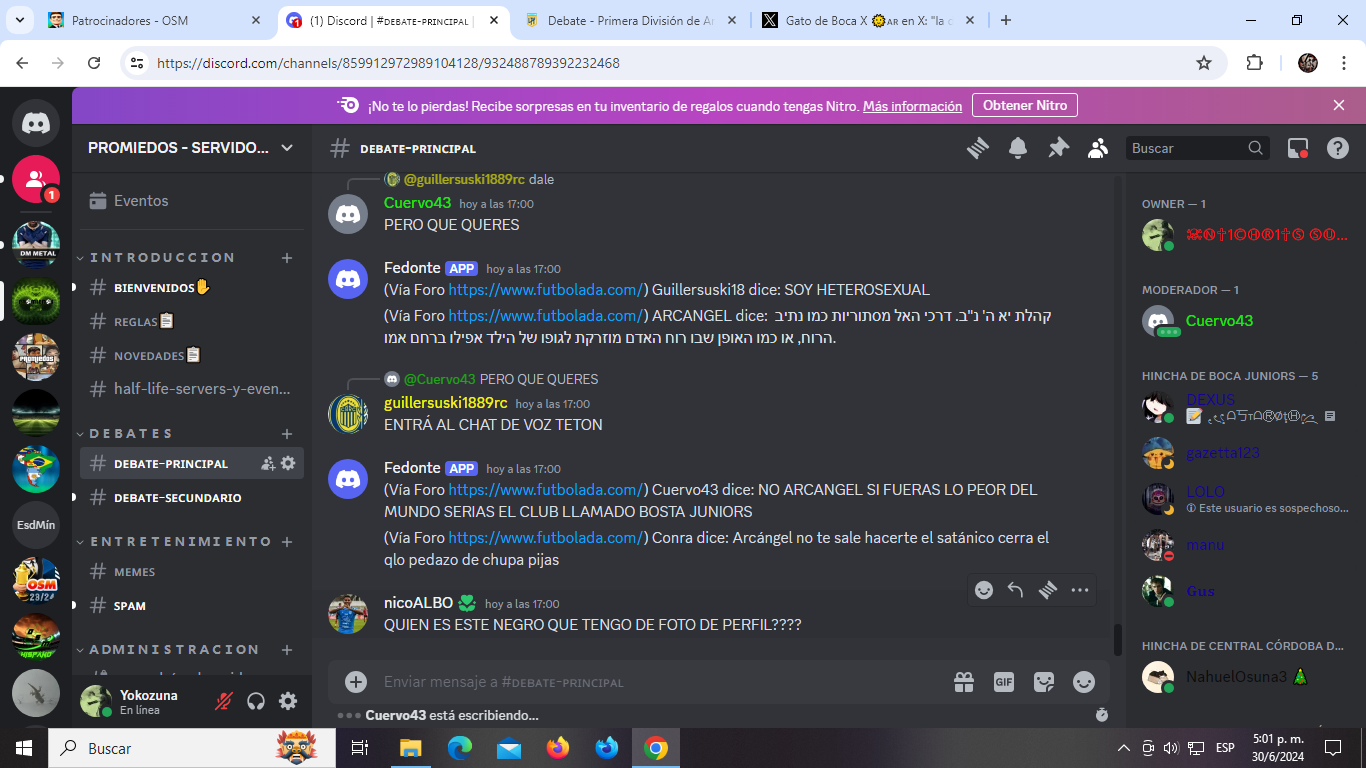 Patrocinadores - OSM
(1) Discord | #DEBATE-PRINCIPAL |
Debate - Primera División de Ar
Gato de Boca X 🌞AR en X: "la c
https://discord.com/channels/859912972989104128/932488789392232468
¡No te lo pierdas! Recibe sorpresas en tu inventario de regalos cuando tengas Nitro. Más información
Obtener Nitro
PROMIEDOS - SERVIDO...
Eventos
INTRODUCCION
BIENVENIDOS✋
REGLAS📋
NOVEDADES📋
half-life-servers-y-even...
DEBATES
DEBATE-PRINCIPAL
DEBATE-SECUNDARIO
ENTRETENIMIENTO
MEMES
SPAM
ADMINISTRACION
Yokozuna
En línea
DM METAL
PROMIEDOS
EsdMín
OSM
23/24
HISPANO
1
DEBATE-PRINCIPAL
Buscar
@guillersuski1889rc dale
Cuervo43 hoy a las 17:00
PERO QUE QUERES
Fedonte APP hoy a las 17:00
(Vía Foro https://www.futbolada.com/) Guillersuski18 dice: SOY HETEROSEXUAL
(Vía Foro https://www.futbolada.com/) ARCANGEL dice: קהלת יא ה' נ"ב. דרכי האל מסתוריות כמו נתיב
הרוח, או כמו האופן שבו רוח האדם מוזרקת לגופו של הילד אפילו ברחם אמו.
@Cuervo43 PERO QUE QUERES
guillersuski1889rc hoy a las 17:00
ENTRÁ AL CHAT DE VOZ TETON
Fedonte APP hoy a las 17:00
(Vía Foro https://www.futbolada.com/) Cuervo43 dice: NO ARCANGEL SI FUERAS LO PEOR DEL
MUNDO SERIAS EL CLUB LLAMADO BOSTA JUNIORS
(Vía Foro https://www.futbolada.com/) Conra dice: Arcángel no te sale hacerte el satánico cerra el
qlo pedazo de chupa pijas
nicoALBO hoy a las 17:00
QUIEN ES ESTE NEGRO QUE TENGO DE FOTO DE PERFIL????
Enviar mensaje a #DEBATE-PRINCIPAL
GIF
Cuervo43 está escribiendo...
OWNER — 1
MODERADOR — 1
Cuervo43
HINCHA DE BOCA JUNIORS — 5
DEXUS
gazetta123
LOLO
Este usuario es sospechoso...
manu
Gus
HINCHA DE CENTRAL CÓRDOBA D...
NahuelOsuna3 🎄
Buscar
ESP
5:01 p. m.
30/6/2024